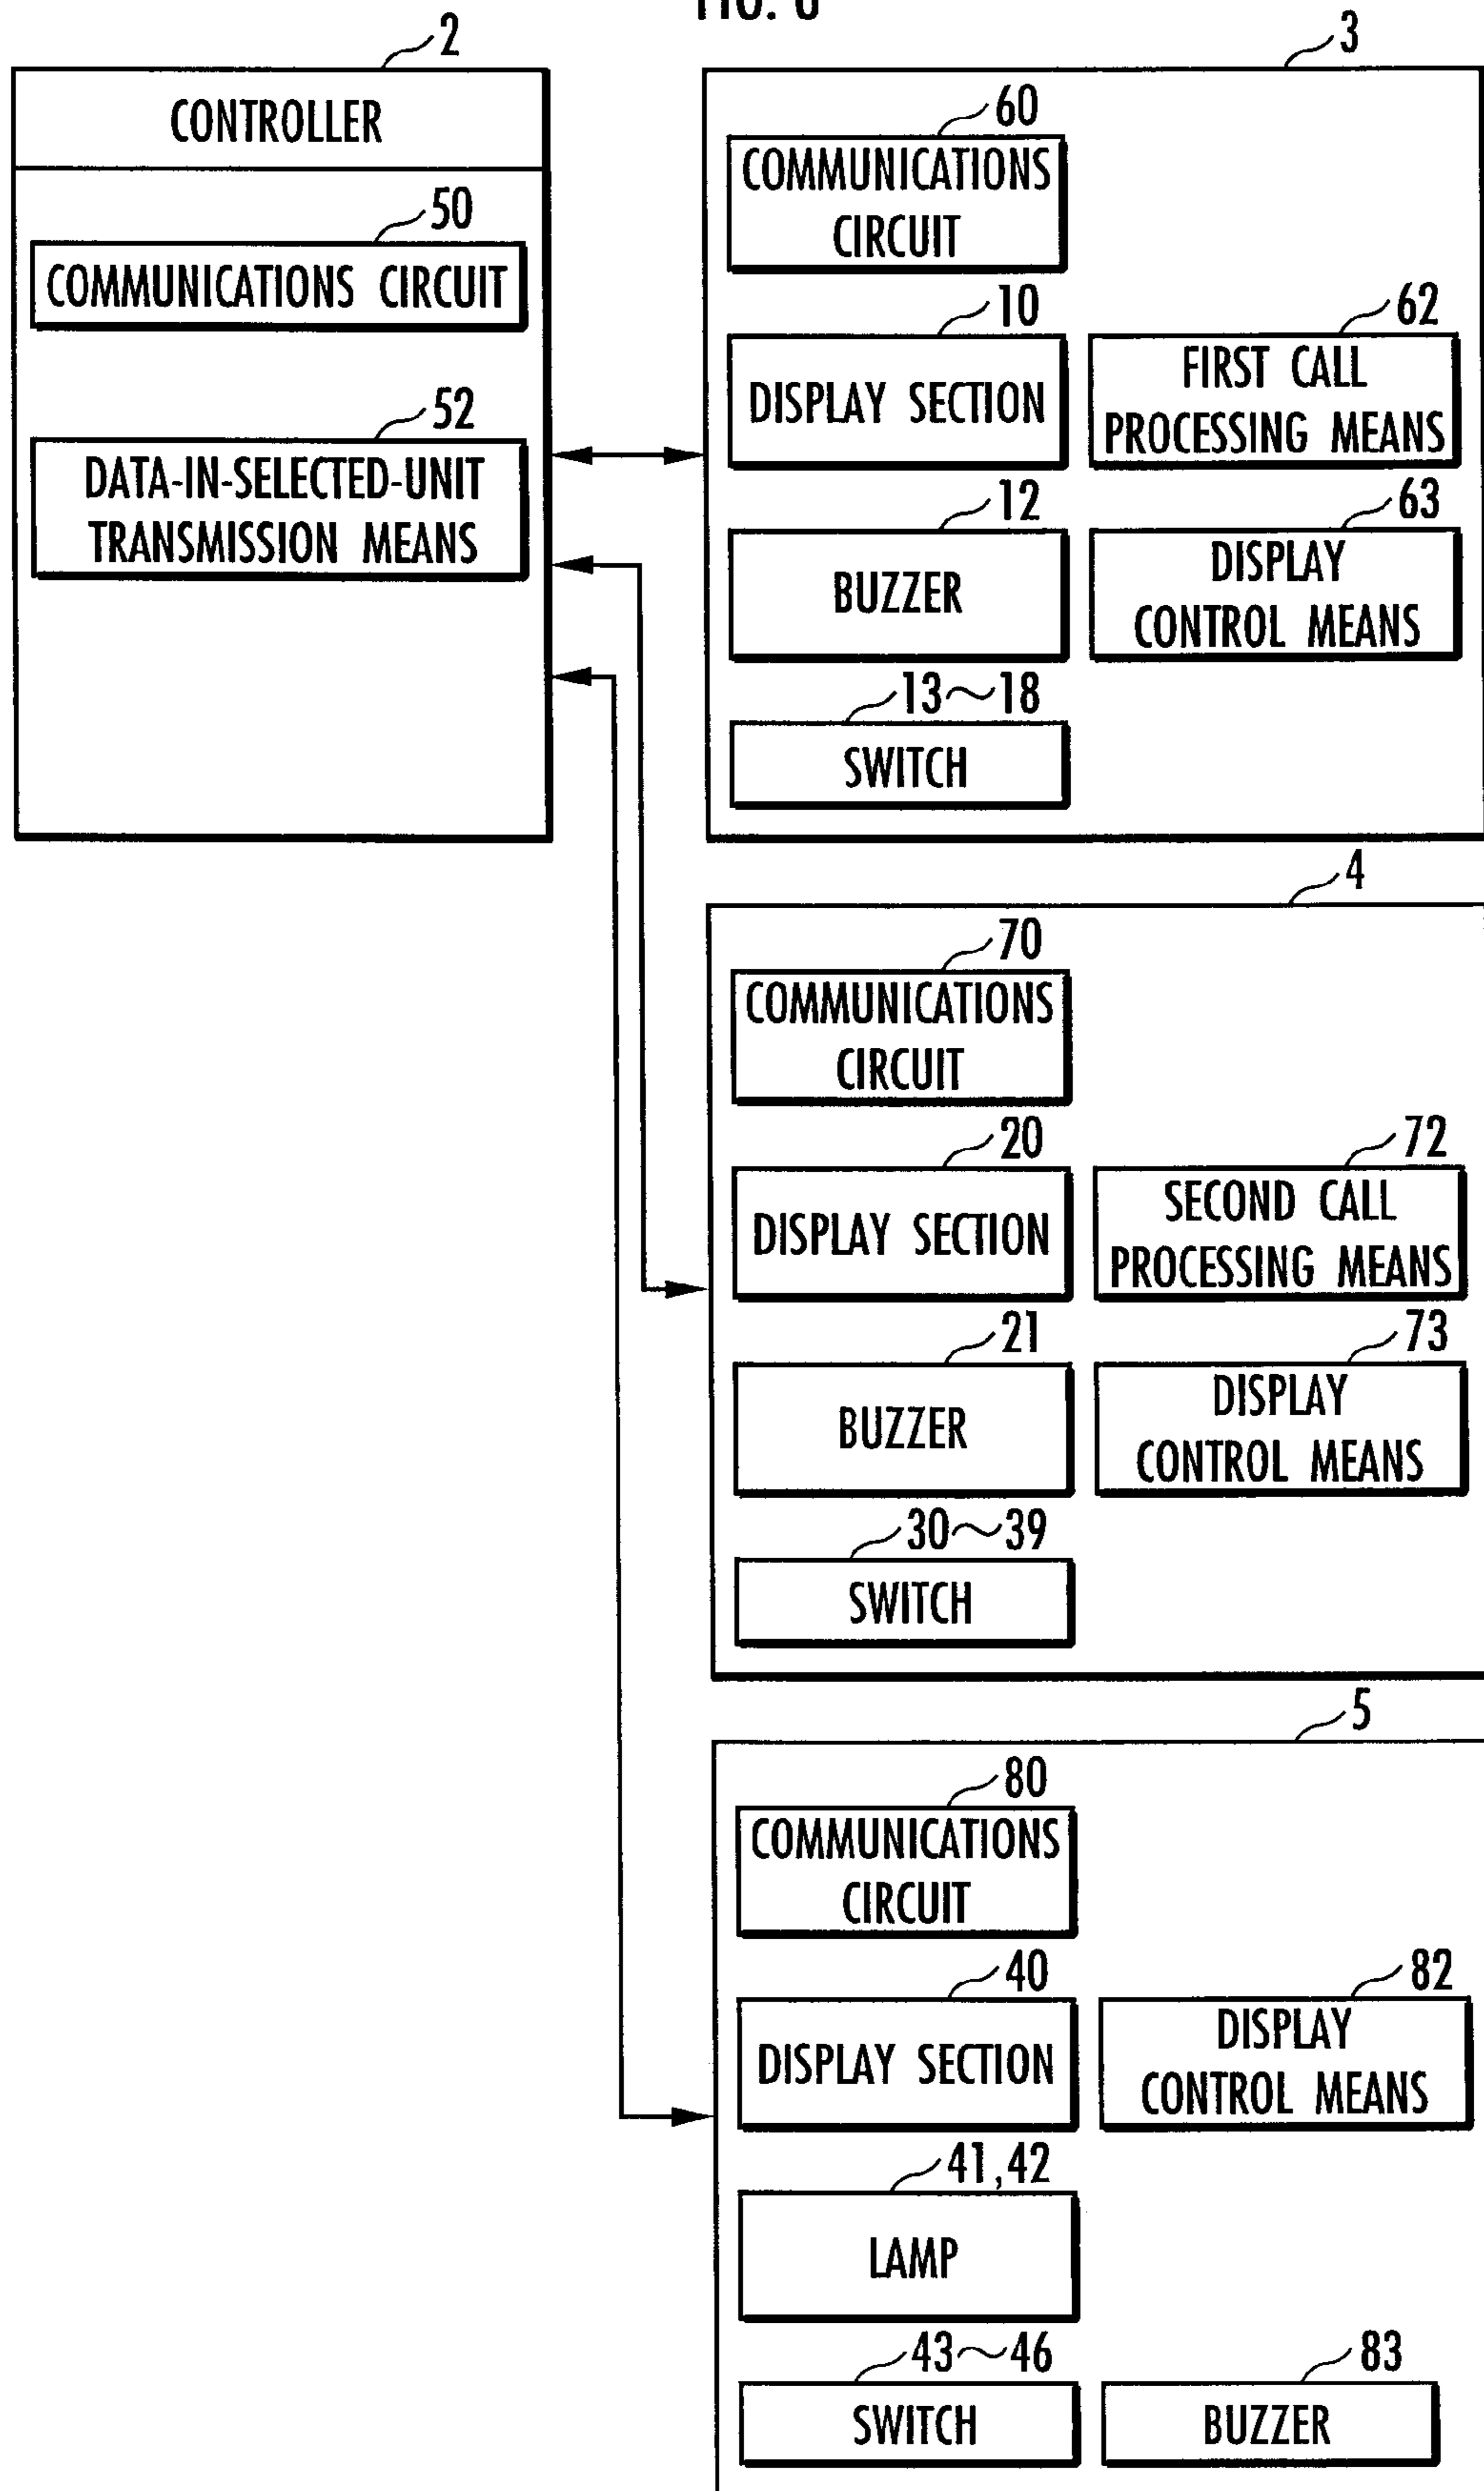 2
CONTROLLER
50
COMMUNICATIONS CIRCUIT
52
DATA-IN-SELECTED-UNIT
TRANSMISSION MEANS
3
60
COMMUNICATIONS
CIRCUIT
10
DISPLAY SECTION
62
FIRST CALL
PROCESSING MEANS
12
BUZZER
63
DISPLAY
CONTROL MEANS
13~18
SWITCH
4
70
COMMUNICATIONS
CIRCUIT
20
DISPLAY SECTION
72
SECOND CALL
PROCESSING MEANS
21
BUZZER
73
DISPLAY
CONTROL MEANS
30~39
SWITCH
5
80
COMMUNICATIONS
CIRCUIT
40
DISPLAY SECTION
82
DISPLAY
CONTROL MEANS
41,42
LAMP
43~46
SWITCH
83
BUZZER